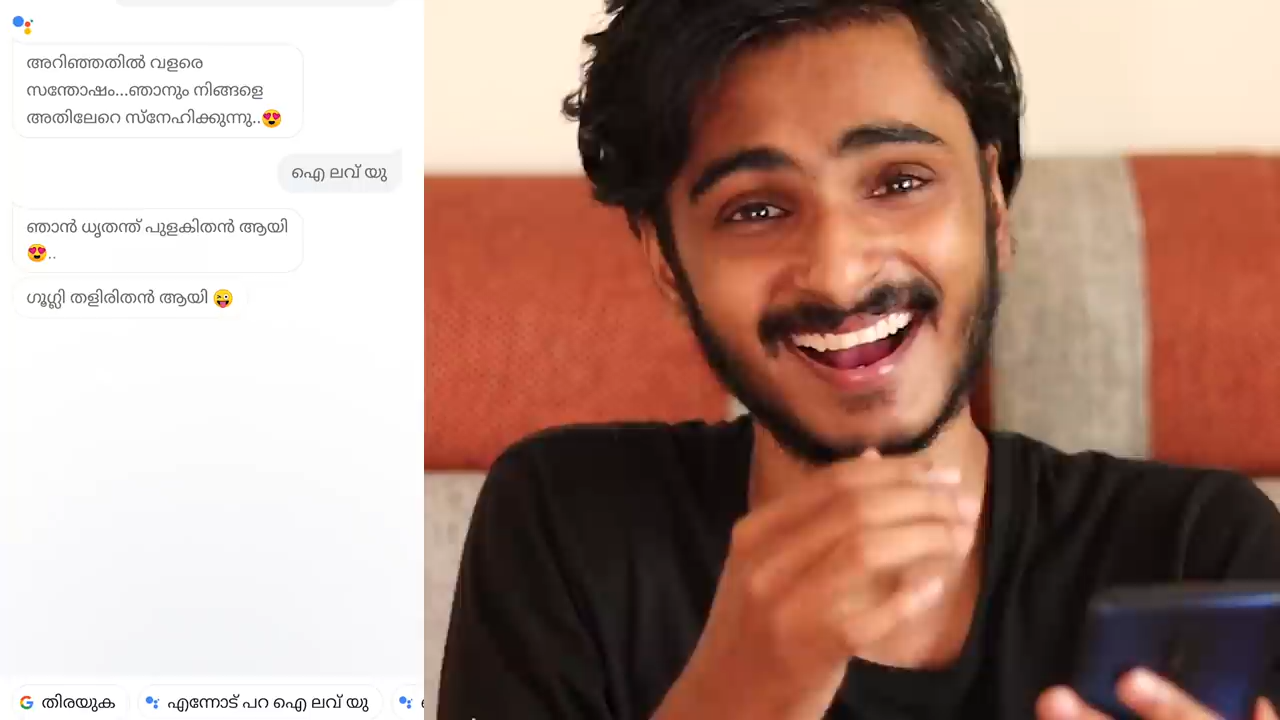 അറിഞ്ഞതിൽ വളരെ
സന്തോഷം...ഞാനും നിങ്ങളെ
അതിലേറെ സ്നേഹിക്കുന്നു..😍
ഐ ലവ് യു
ഞാൻ ധൃതന്ത് പുളകിതൻ ആയി
😍..
ഗൂഗ്ലി തളിരിതൻ ആയി 😜
തിരയുക
എന്നോട് പറ ഐ ലവ് യു